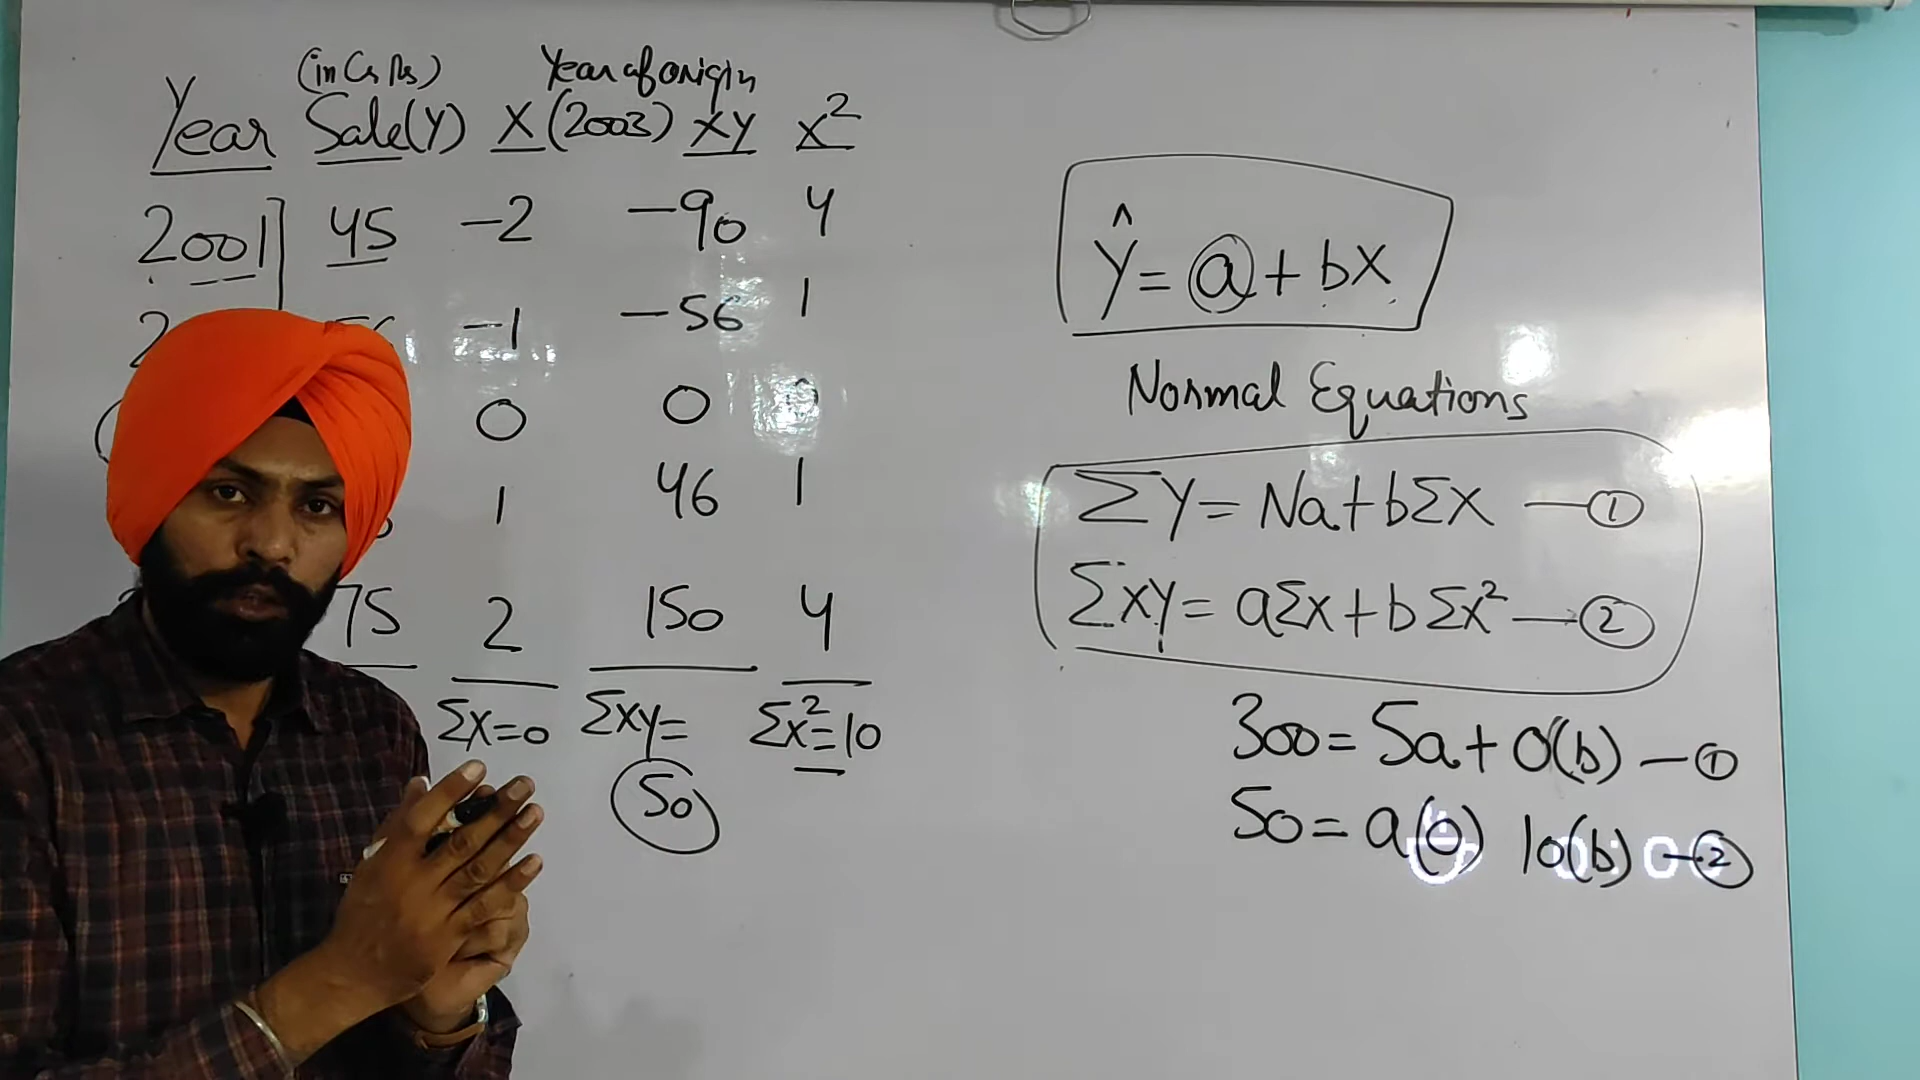 (in Cr Rs) Year of origin
Year Sale(Y) X (2003) XY X²
2001 45 -2 -90 4
-1 -56 1
0 0
1 46 1
75 2 150 4
ΣX=0 ΣXY= ΣX²=10
50
Ŷ = a + bX
Normal Equations
ΣY = Na + bΣX — 1
ΣXY = aΣX + bΣX² — 2
300 = 5a + 0(b) — 1
50 = a(0) 10(b) — 2